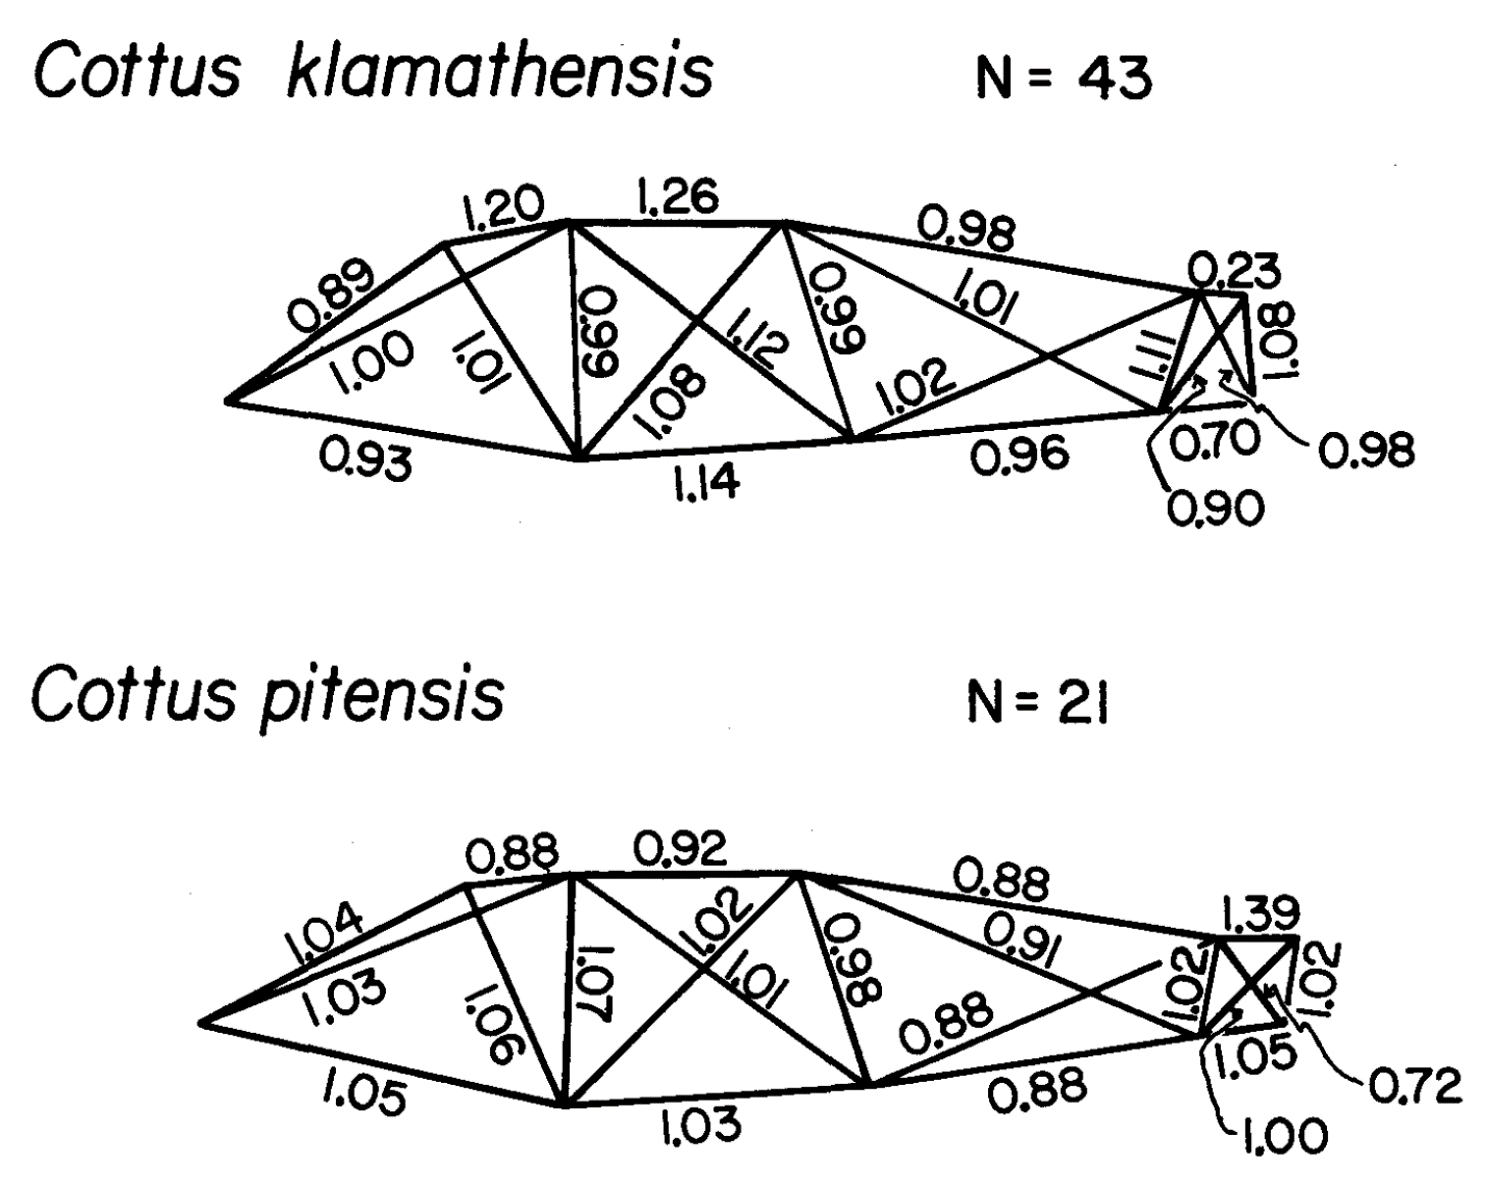 Cottus klamathensis N = 43
1.20 1.26 0.98
0.89 0.23
1.00 1.01 0.99 1.12 0.99 1.01 1.11 1.08
1.08 1.02
0.93 1.14 0.96 0.70 0.98
0.90
Cottus pitensis N = 21
0.88 0.92 0.88
1.04 1.02 0.91 1.39
1.03 1.06 1.07 1.01 0.98 0.88 1.02 1.02
1.05 1.03 0.88 1.05 0.72
1.00